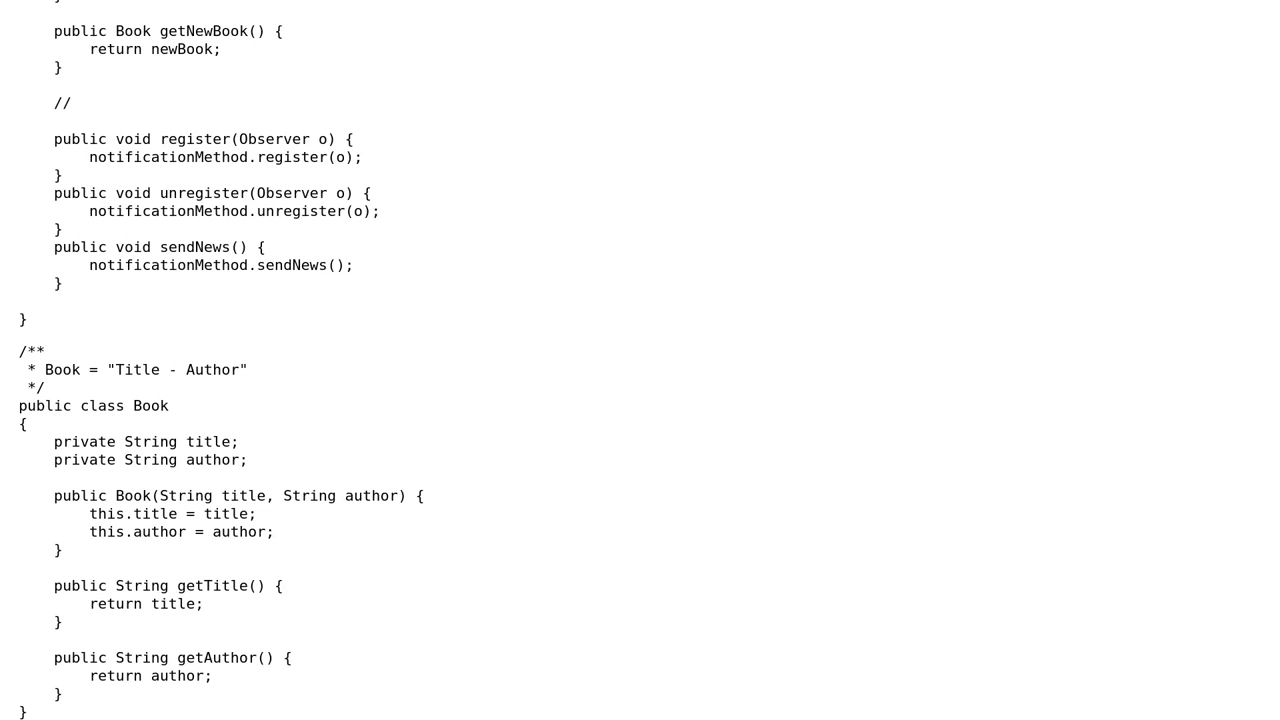 }
public Book getNewBook() {
return newBook;
}
//
public void register(Observer o) {
notificationMethod.register(o);
}
public void unregister(Observer o) {
notificationMethod.unregister(o);
}
public void sendNews() {
notificationMethod.sendNews();
}
}
/**
* Book = "Title - Author"
*/
public class Book
{
private String title;
private String author;
public Book(String title, String author) {
this.title = title;
this.author = author;
}
public String getTitle() {
return title;
}
public String getAuthor() {
return author;
}
}